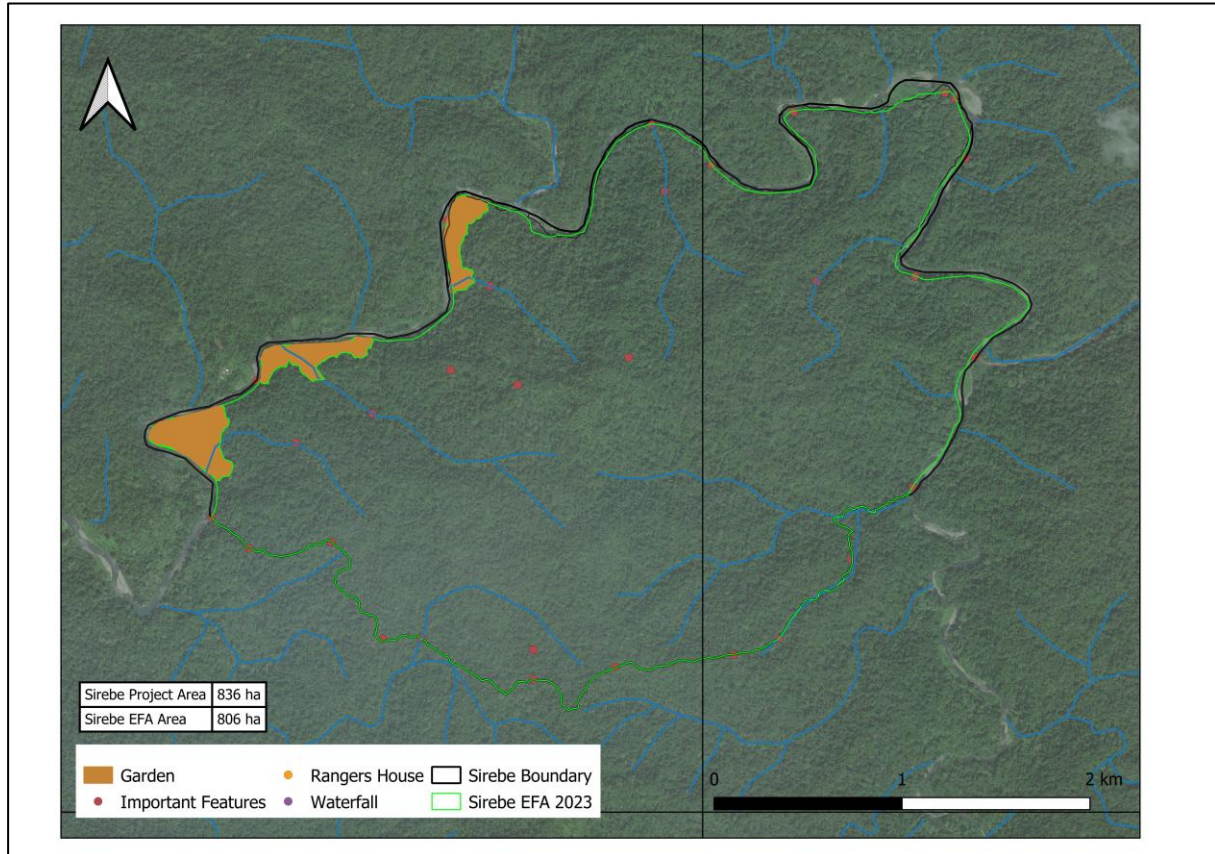 Sirebe Project Area 836 ha
Sirebe EFA Area 806 ha
Garden Rangers House Sirebe Boundary
Important Features Waterfall Sirebe EFA 2023
0 1 2 km